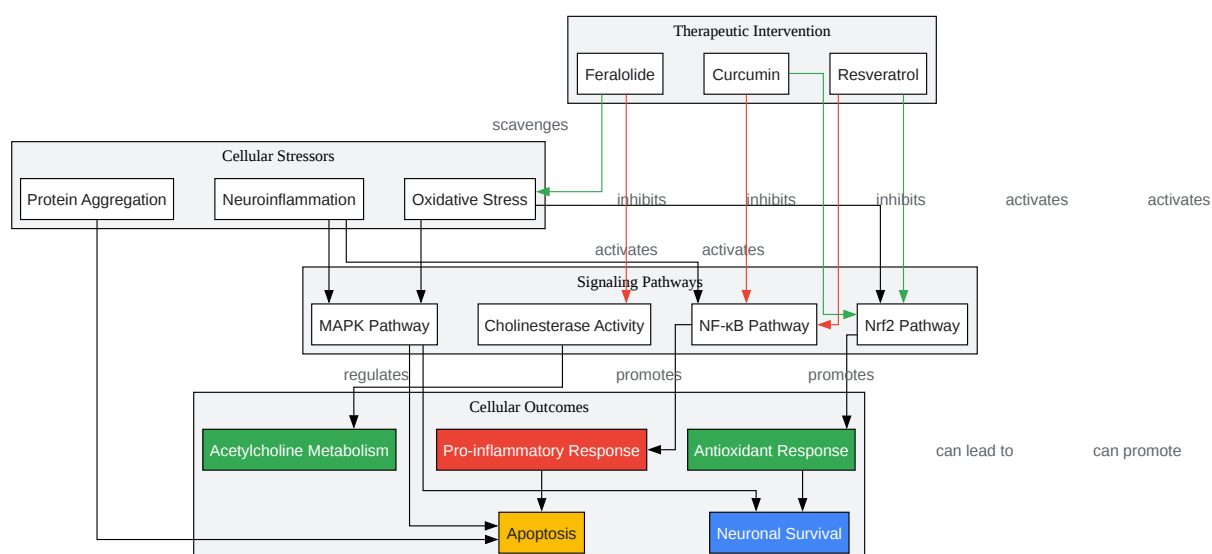 Therapeutic Intervention
Feralolide
Curcumin
Resveratrol
scavenges
Cellular Stressors
Protein Aggregation
Neuroinflammation
Oxidative Stress
inhibits
inhibits
inhibits
activates
activates
activates
activates
Signaling Pathways
MAPK Pathway
Cholinesterase Activity
NF-κB Pathway
Nrf2 Pathway
regulates
promotes
promotes
Cellular Outcomes
Acetylcholine Metabolism
Pro-inflammatory Response
Antioxidant Response
can lead to
can promote
Apoptosis
Neuronal Survival